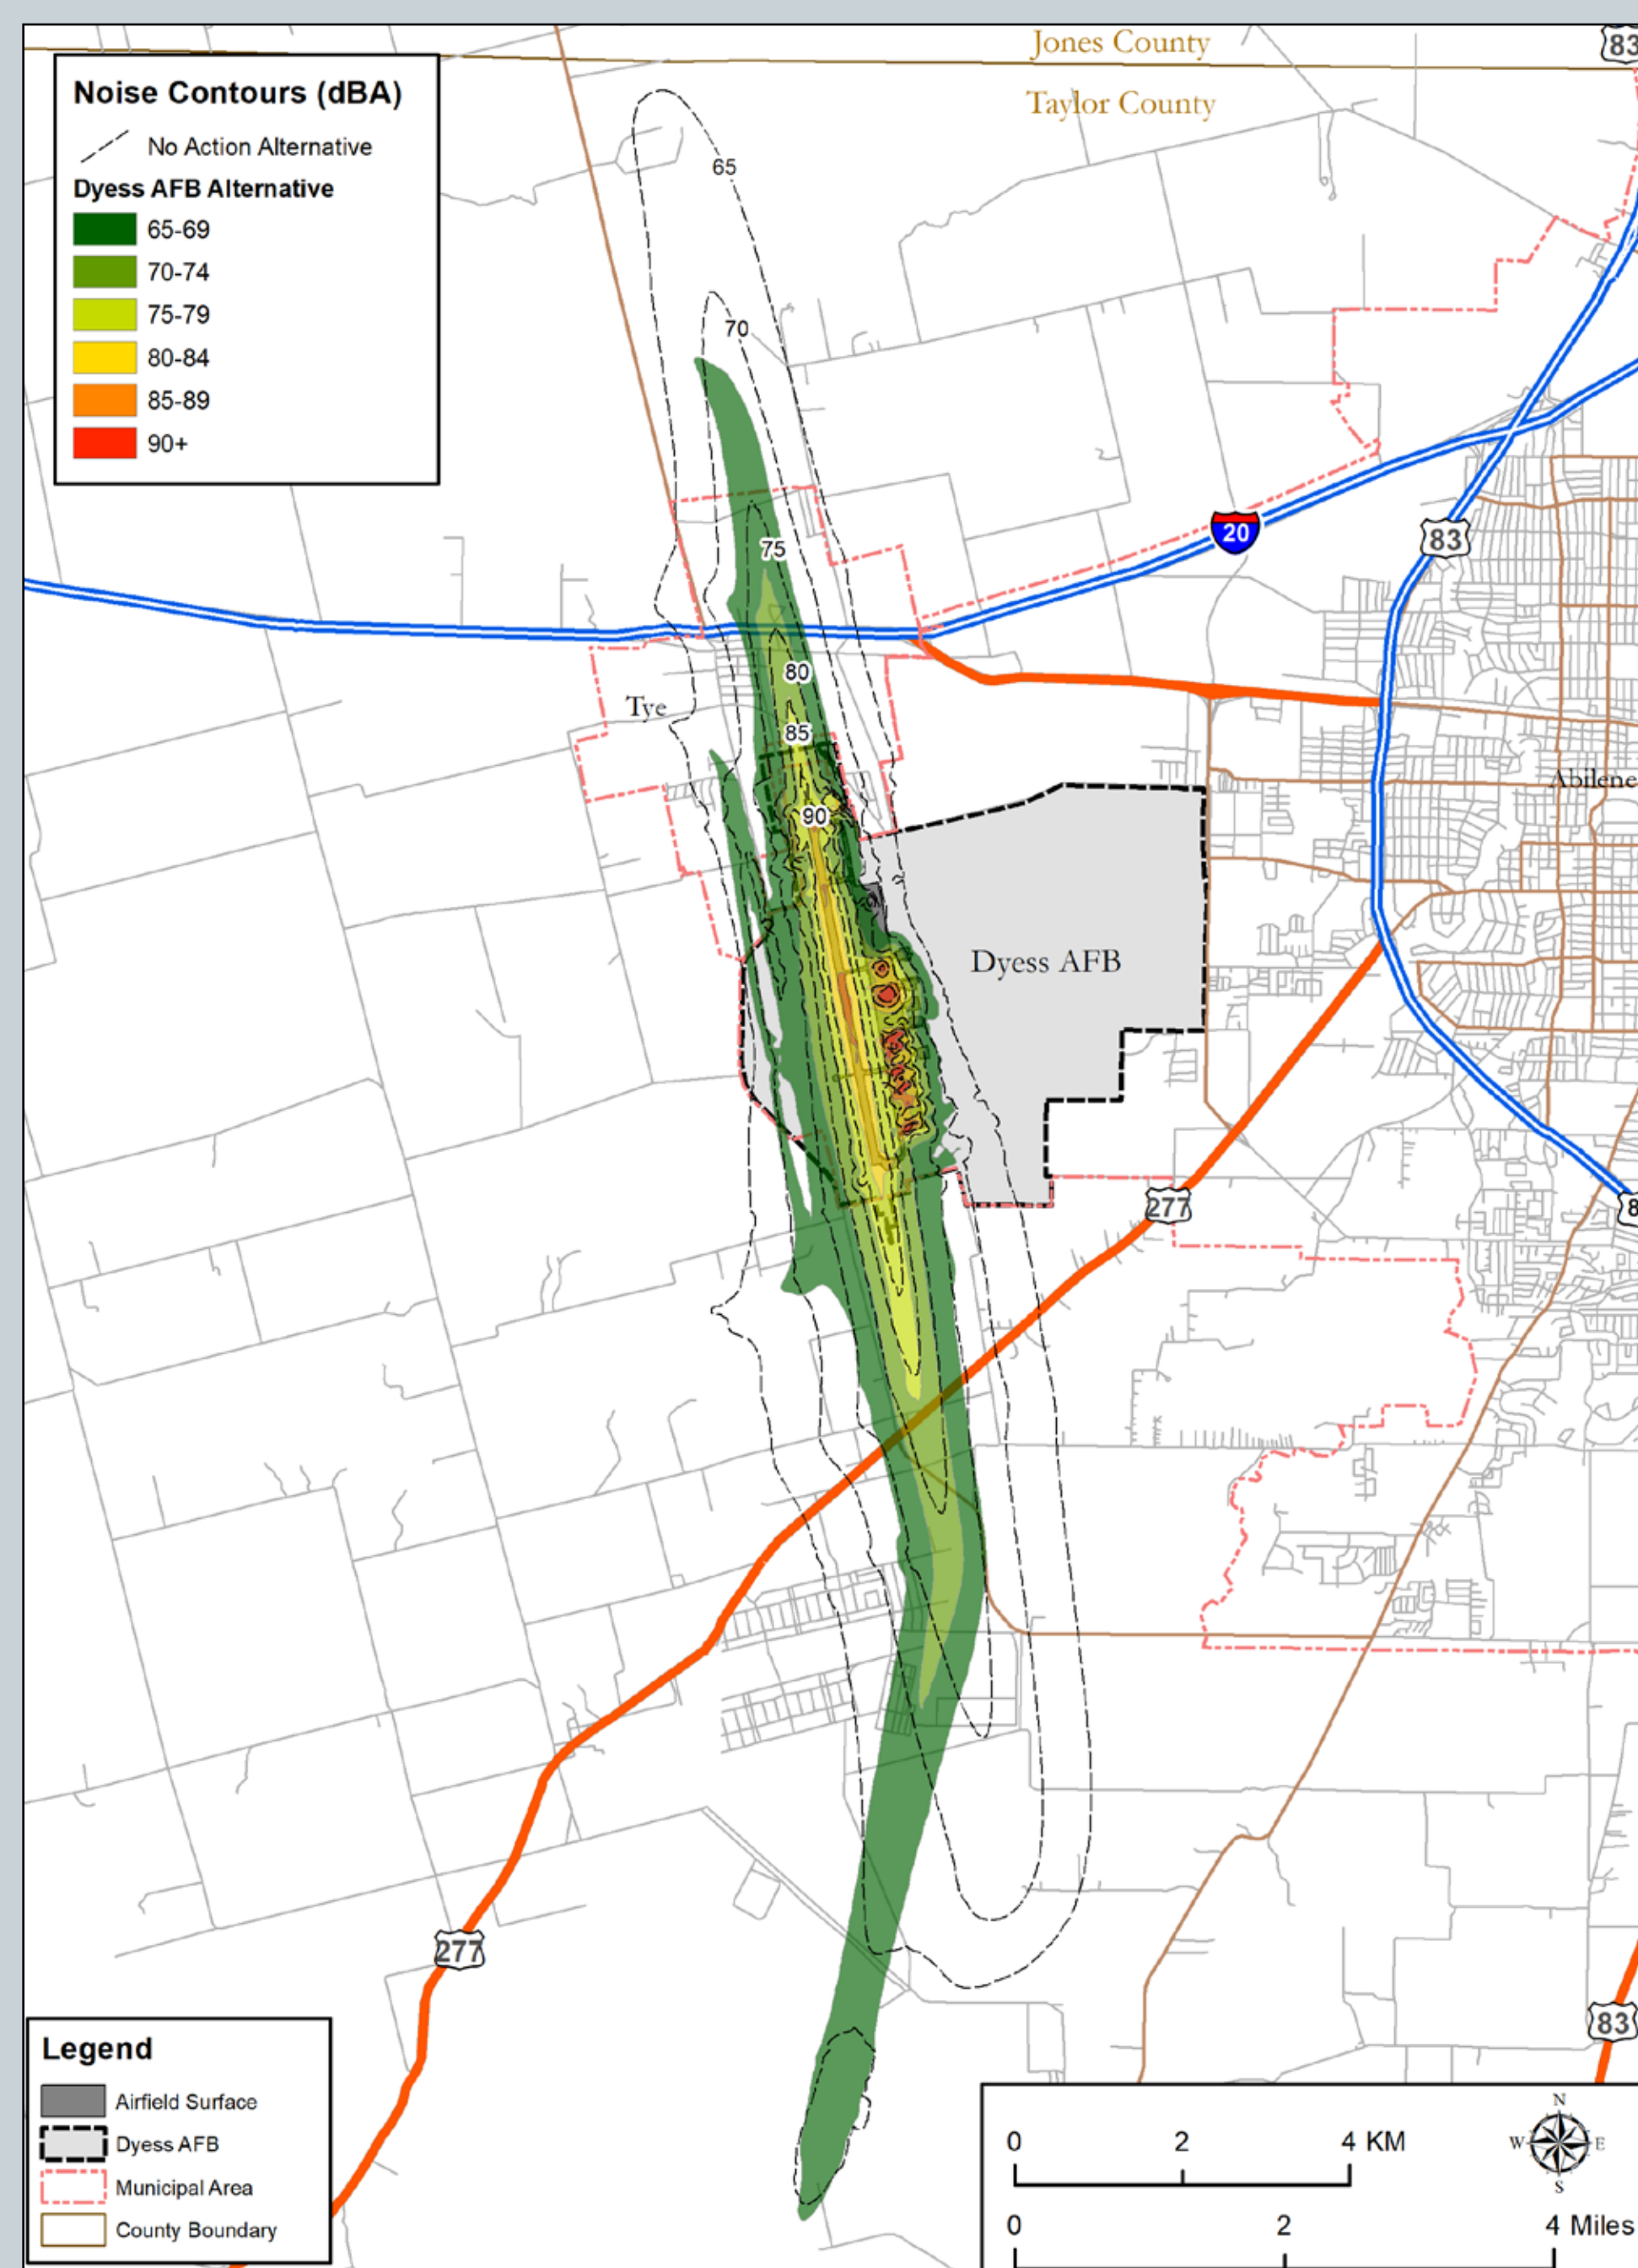 Jones County
83
Taylor County
Noise Contours (dBA)
No Action Alternative
Dyess AFB Alternative
65-69
70-74
75-79
80-84
85-89
90+
65
70
75
20
83
80
Tye
85
Abilene
90
Dyess AFB
277
8
277
83
Legend
Airfield Surface
Dyess AFB
Municipal Area
County Boundary
N
W E
S
0 2 4 KM
0 2 4 Miles